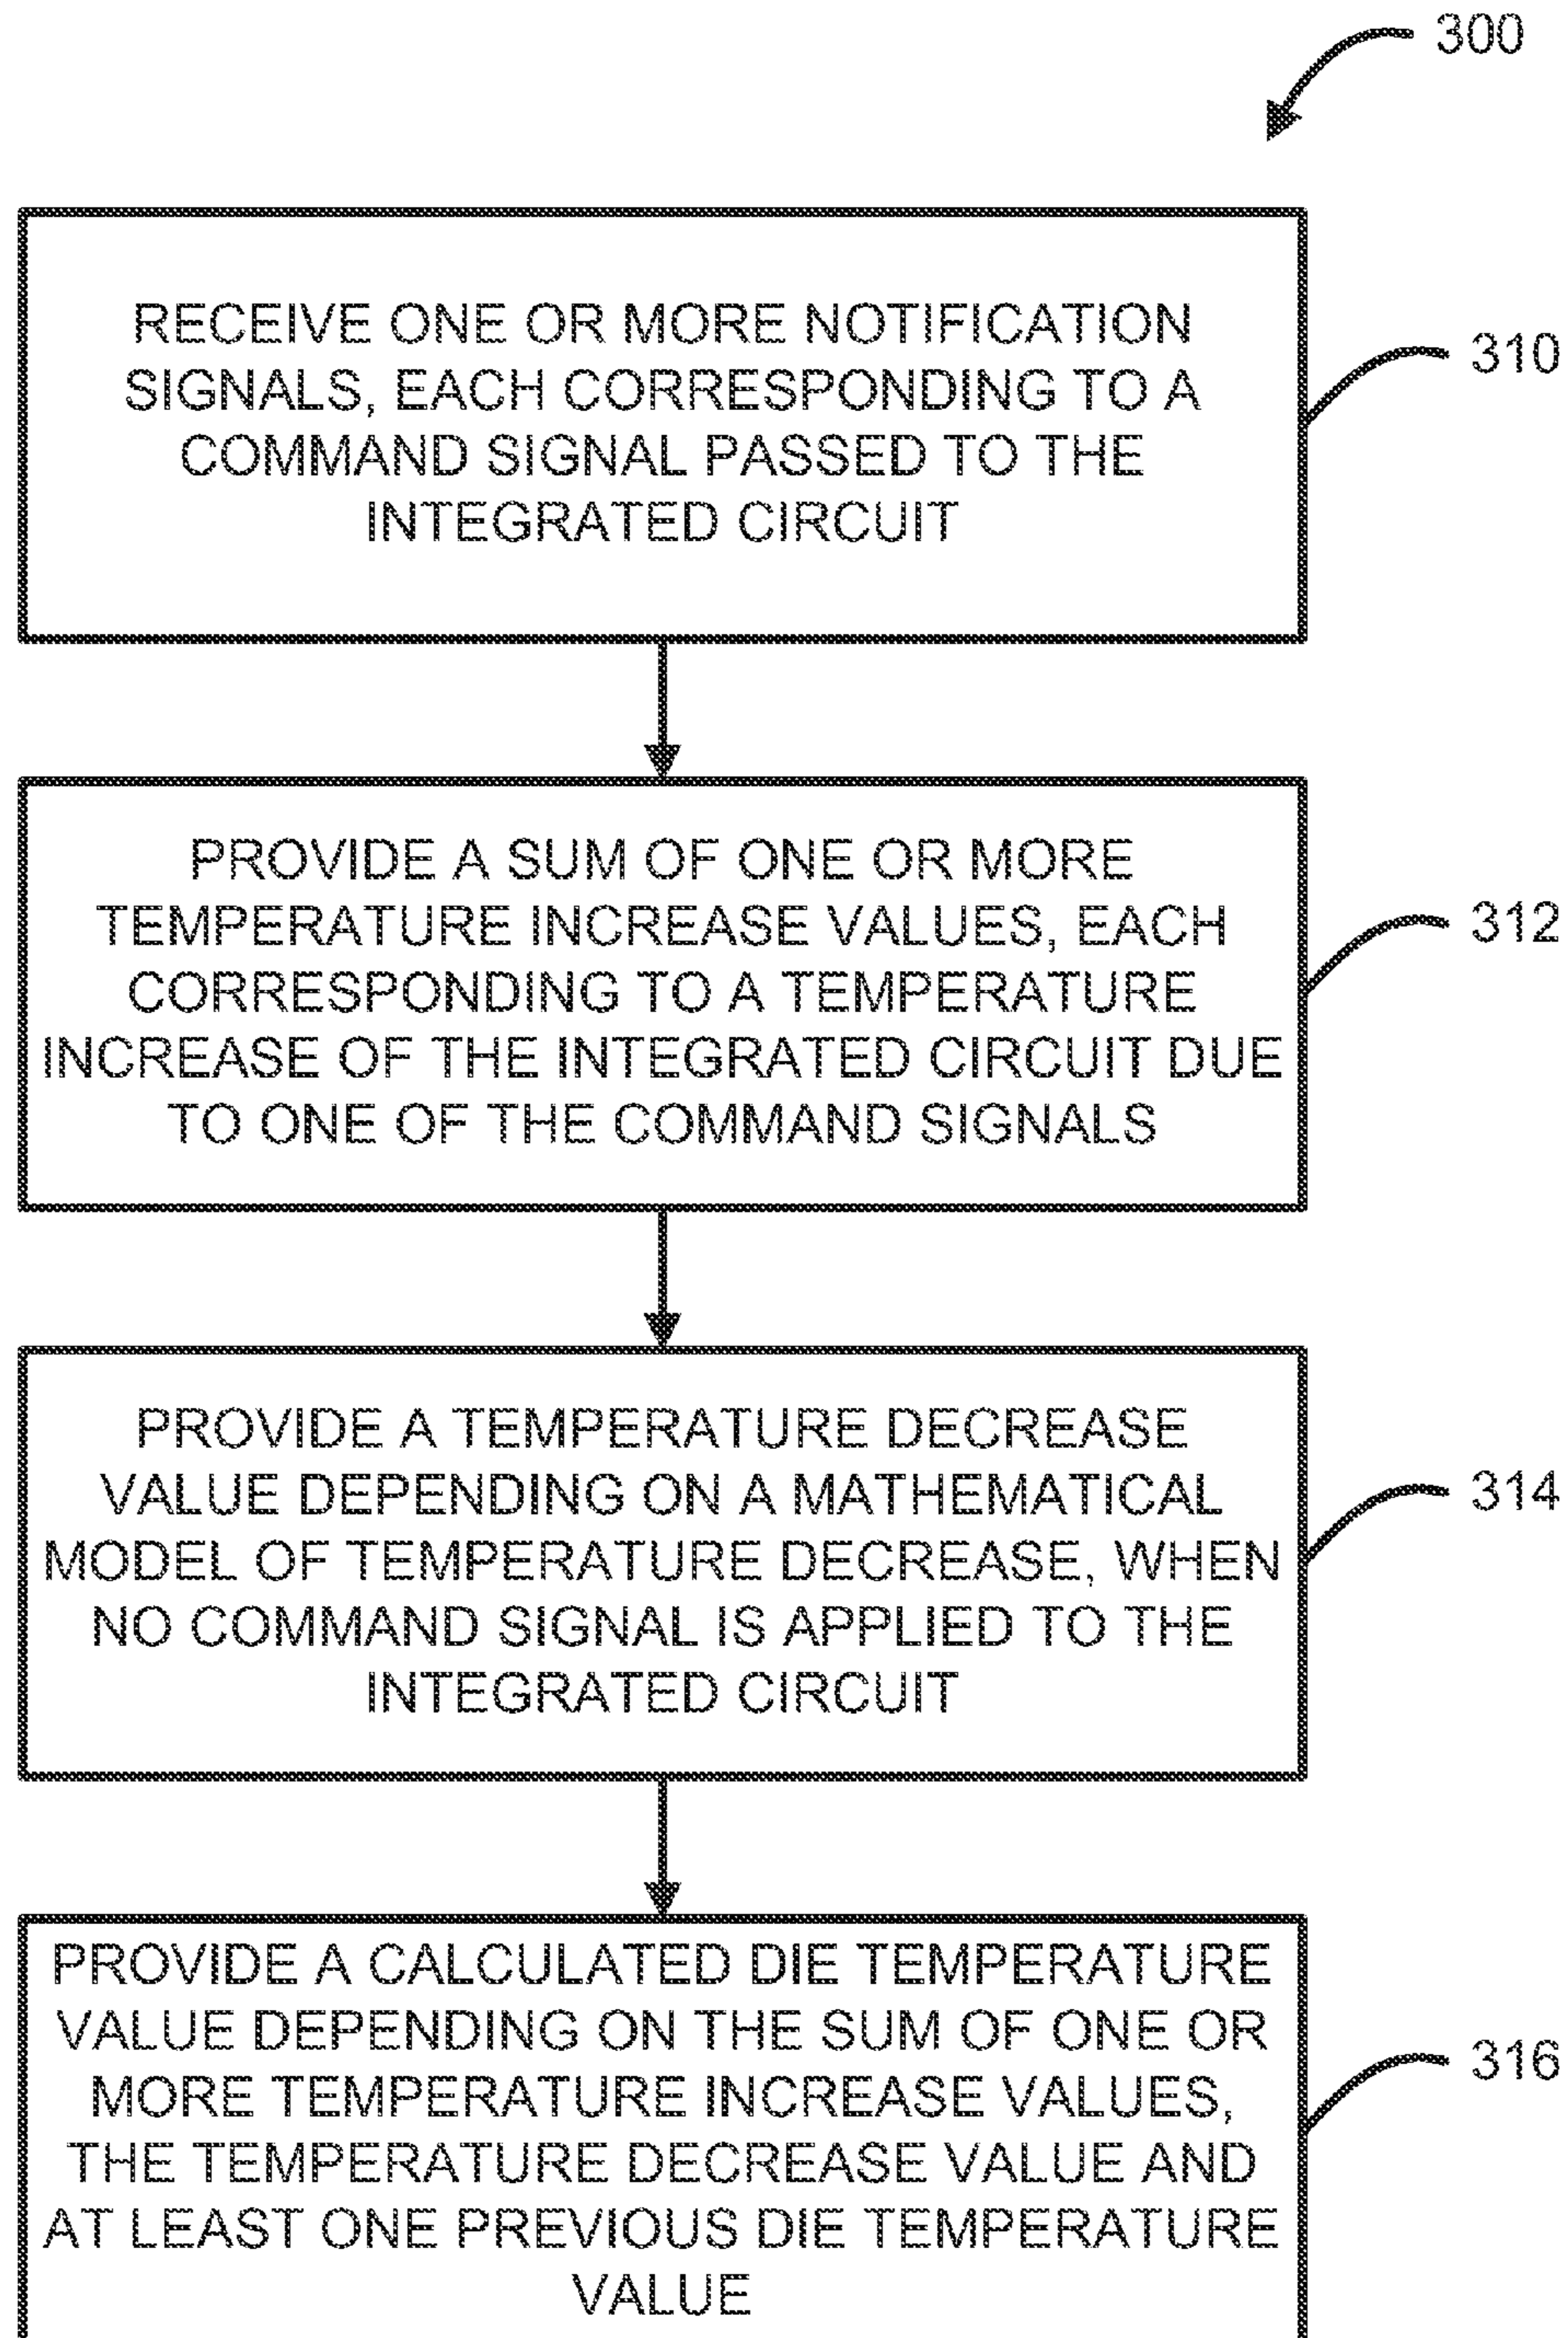 300
RECEIVE ONE OR MORE NOTIFICATION
SIGNALS, EACH CORRESPONDING TO A
COMMAND SIGNAL PASSED TO THE
INTEGRATED CIRCUIT
310
PROVIDE A SUM OF ONE OR MORE
TEMPERATURE INCREASE VALUES, EACH
CORRESPONDING TO A TEMPERATURE
INCREASE OF THE INTEGRATED CIRCUIT DUE
TO ONE OF THE COMMAND SIGNALS
312
PROVIDE A TEMPERATURE DECREASE
VALUE DEPENDING ON A MATHEMATICAL
MODEL OF TEMPERATURE DECREASE, WHEN
NO COMMAND SIGNAL IS APPLIED TO THE
INTEGRATED CIRCUIT
314
PROVIDE A CALCULATED DIE TEMPERATURE
VALUE DEPENDING ON THE SUM OF ONE OR
MORE TEMPERATURE INCREASE VALUES,
THE TEMPERATURE DECREASE VALUE AND
AT LEAST ONE PREVIOUS DIE TEMPERATURE
VALUE
316